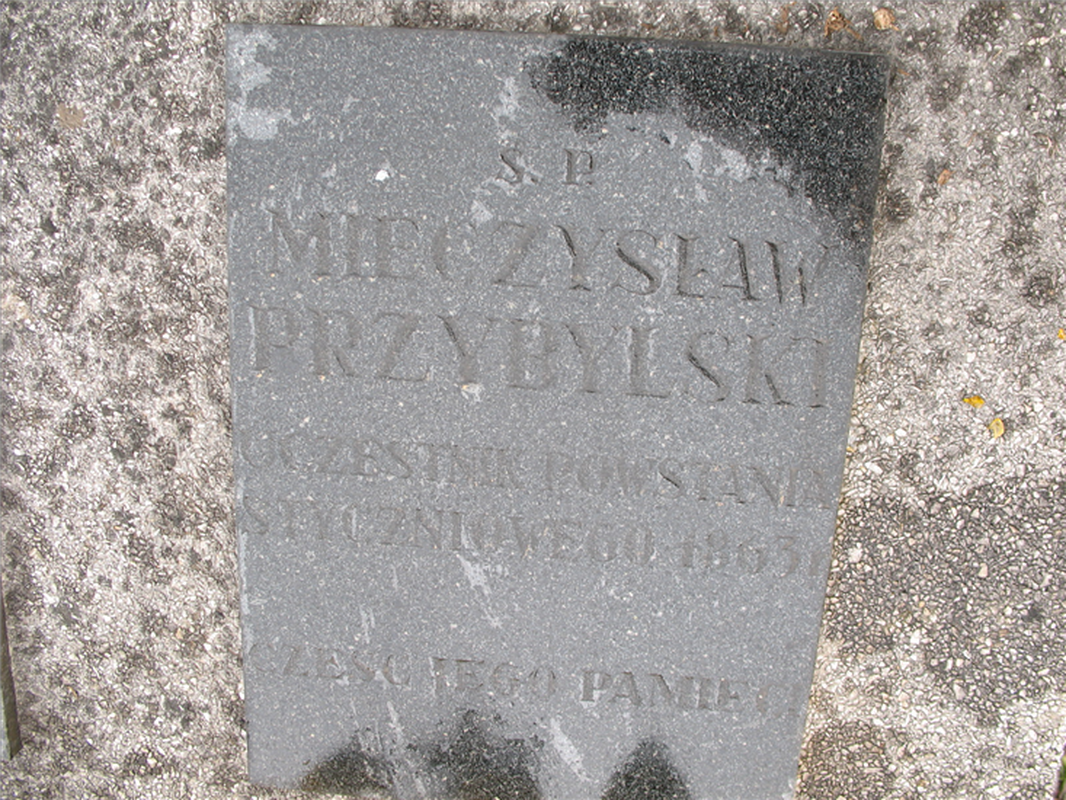 Ś. P.
MIECZYSŁAW
PRZYBYLSKI
UCZESTNIK POWSTANIA
STYCZNIOWEGO 1863 r.
CZEŚĆ JEGO PAMIĘCI